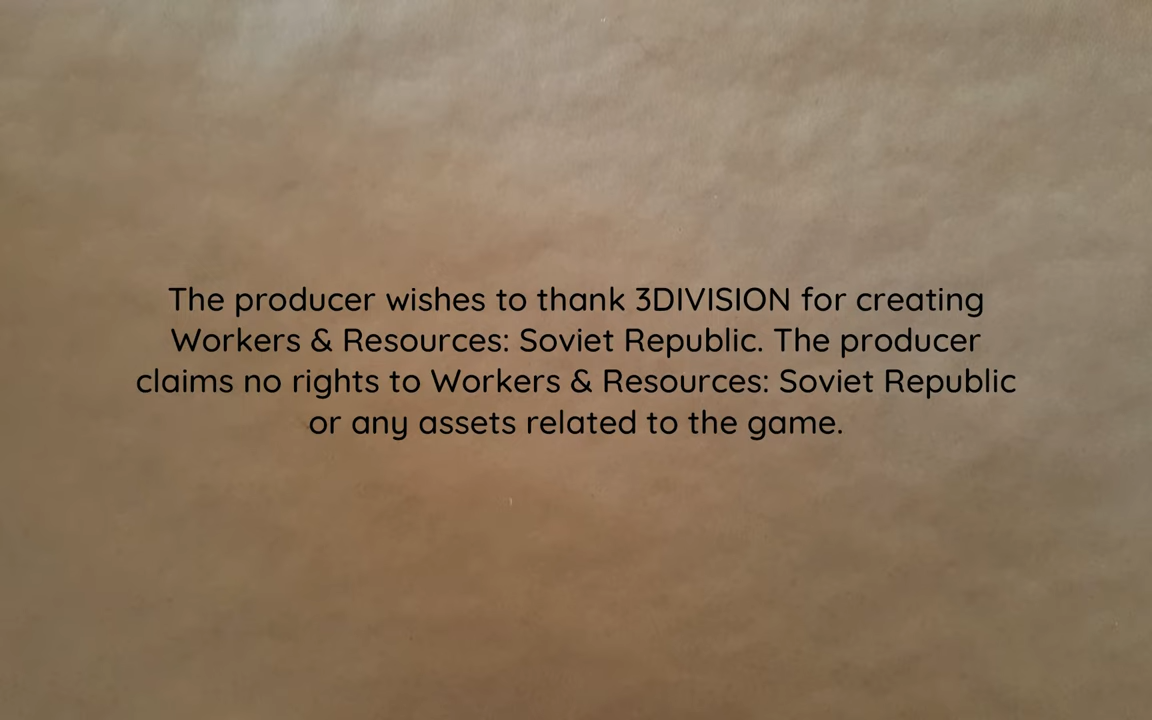 The producer wishes to thank 3DIVISION for creating
Workers & Resources: Soviet Republic. The producer
claims no rights to Workers & Resources: Soviet Republic
or any assets related to the game.